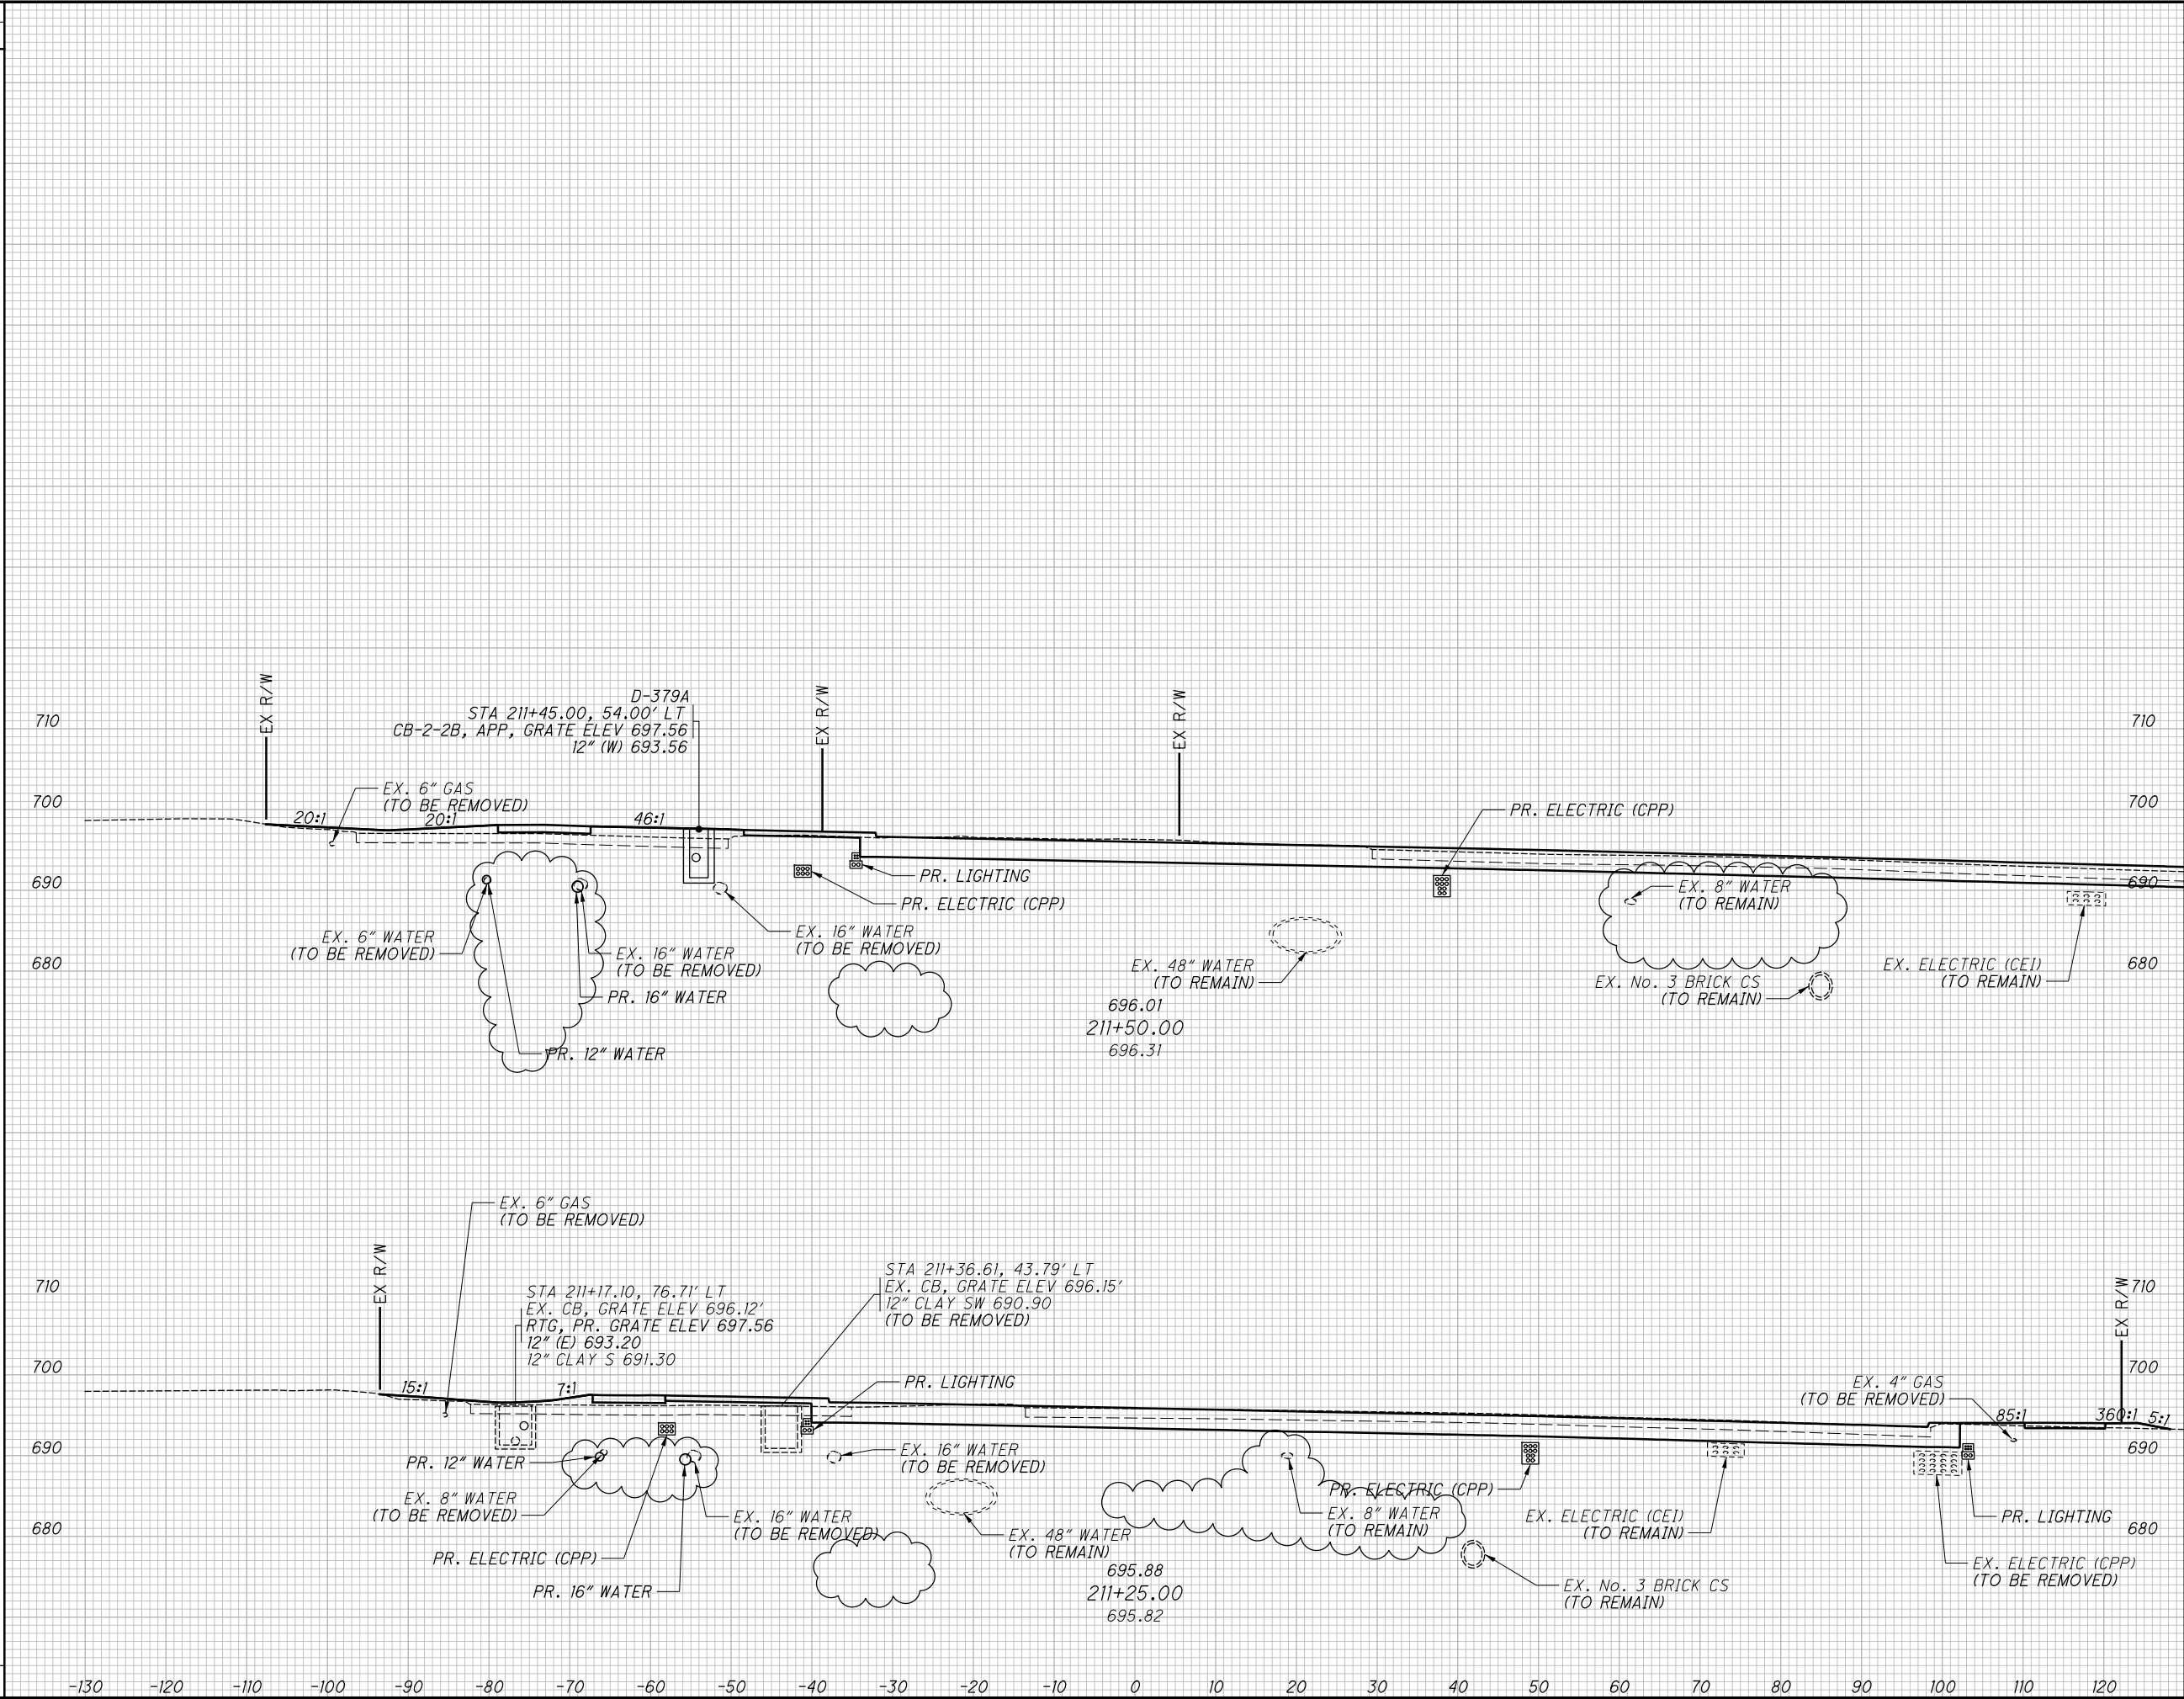 EX R/W
D-379A
STA 211+45.00, 54.00' LT
CB-2-2B, APP, GRATE ELEV 697.56
12" (W) 693.56
EX R/W
EX R/W
710
710
EX. 6" GAS
(TO BE REMOVED)
700
700
PR. ELECTRIC (CPP)
20:1
20:1
46:1
PR. LIGHTING
690
690
EX. 8" WATER
(TO REMAIN)
PR. ELECTRIC (CPP)
EX. 6" WATER
(TO BE REMOVED)
EX. 16" WATER
(TO BE REMOVED)
EX. 16" WATER
(TO BE REMOVED)
680
680
EX. 48" WATER
(TO REMAIN)
EX. No. 3 BRICK CS
(TO REMAIN)
EX. ELECTRIC (CEI)
(TO REMAIN)
PR. 16" WATER
PR. 12" WATER
696.01
211+50.00
696.31
EX. 6" GAS
(TO BE REMOVED)
EX R/W
STA 211+17.10, 76.71' LT
EX. CB, GRATE ELEV 696.12'
RTG, PR. GRATE ELEV 697.56
12" (E) 693.20
12" CLAY S 691.30
STA 211+36.61, 43.79' LT
EX. CB, GRATE ELEV 696.15'
12" CLAY SW 690.90
(TO BE REMOVED)
EX R/W
710
710
700
700
15:1
7:1
PR. LIGHTING
EX. 4" GAS
(TO BE REMOVED)
85:1
360:1
5:1
690
690
PR. 12" WATER
EX. 16" WATER
(TO BE REMOVED)
PR. ELECTRIC (CPP)
EX. 8" WATER
(TO BE REMOVED)
EX. 16" WATER
(TO BE REMOVED)
EX. 8" WATER
(TO REMAIN)
EX. ELECTRIC (CEI)
(TO REMAIN)
PR. LIGHTING
680
680
EX. 48" WATER
(TO REMAIN)
PR. ELECTRIC (CPP)
PR. 16" WATER
EX. ELECTRIC (CPP)
(TO BE REMOVED)
EX. No. 3 BRICK CS
(TO REMAIN)
695.88
211+25.00
695.82
-130 -120 -110 -100 -90 -80 -70 -60 -50 -40 -30 -20 -10 0 10 20 30 40 50 60 70 80 90 100 110 120